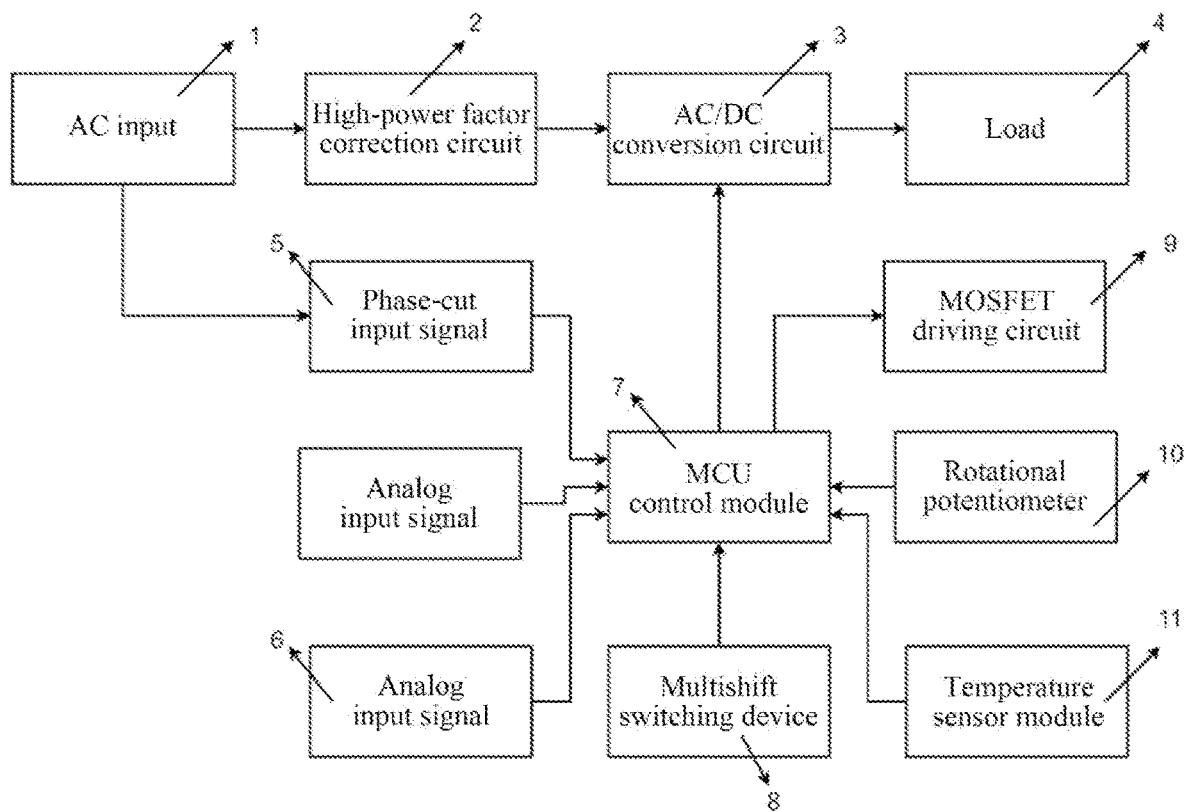 1
2
3
4
AC input
High-power factor
correction circuit
AC/DC
conversion circuit
Load
5
9
Phase-cut
input signal
MOSFET
driving circuit
7
10
Analog
input signal
MCU
control module
Rotational
potentiometer
6
11
Analog
input signal
Multishift
switching device
Temperature
sensor module
8